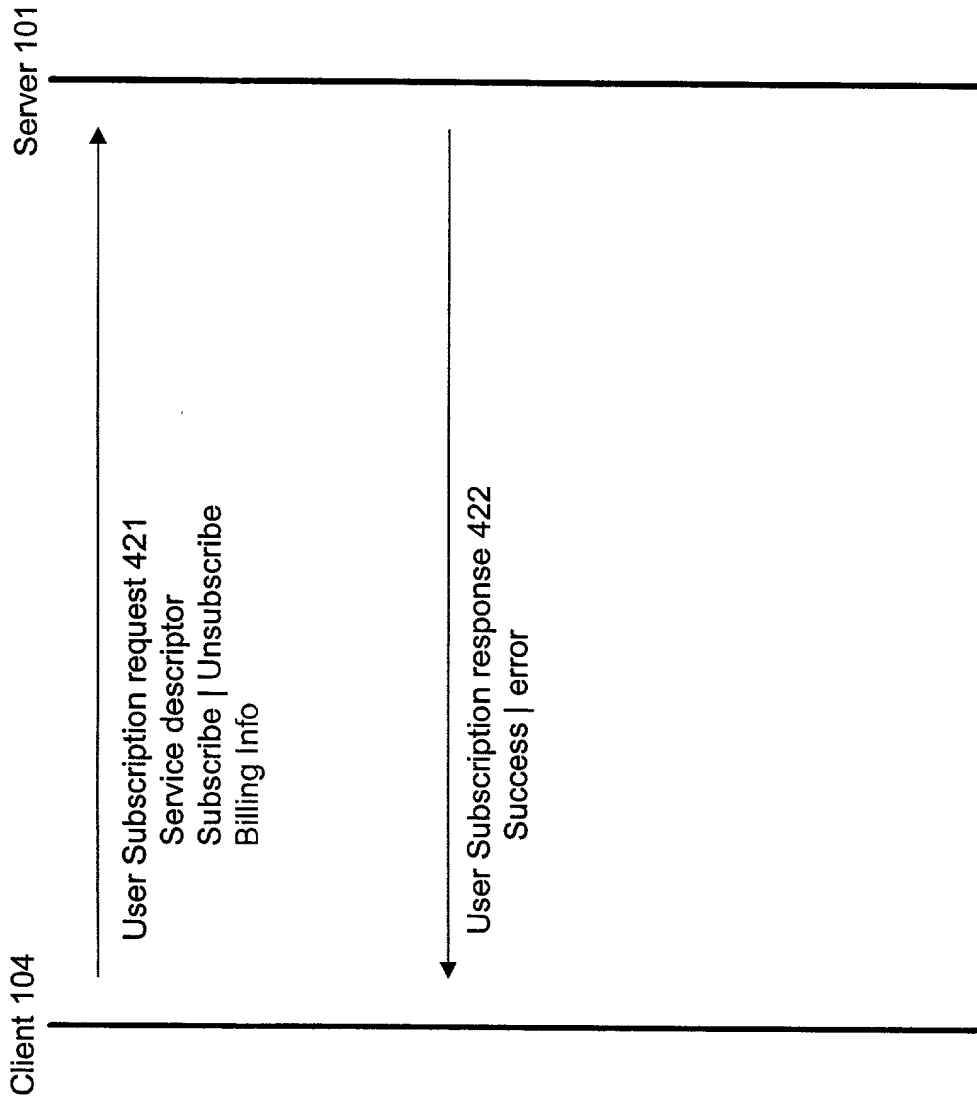 Client 104
Server 101
User Subscription request 421
Service descriptor
Subscribe | Unsubscribe
Billing Info
User Subscription response 422
Success | error